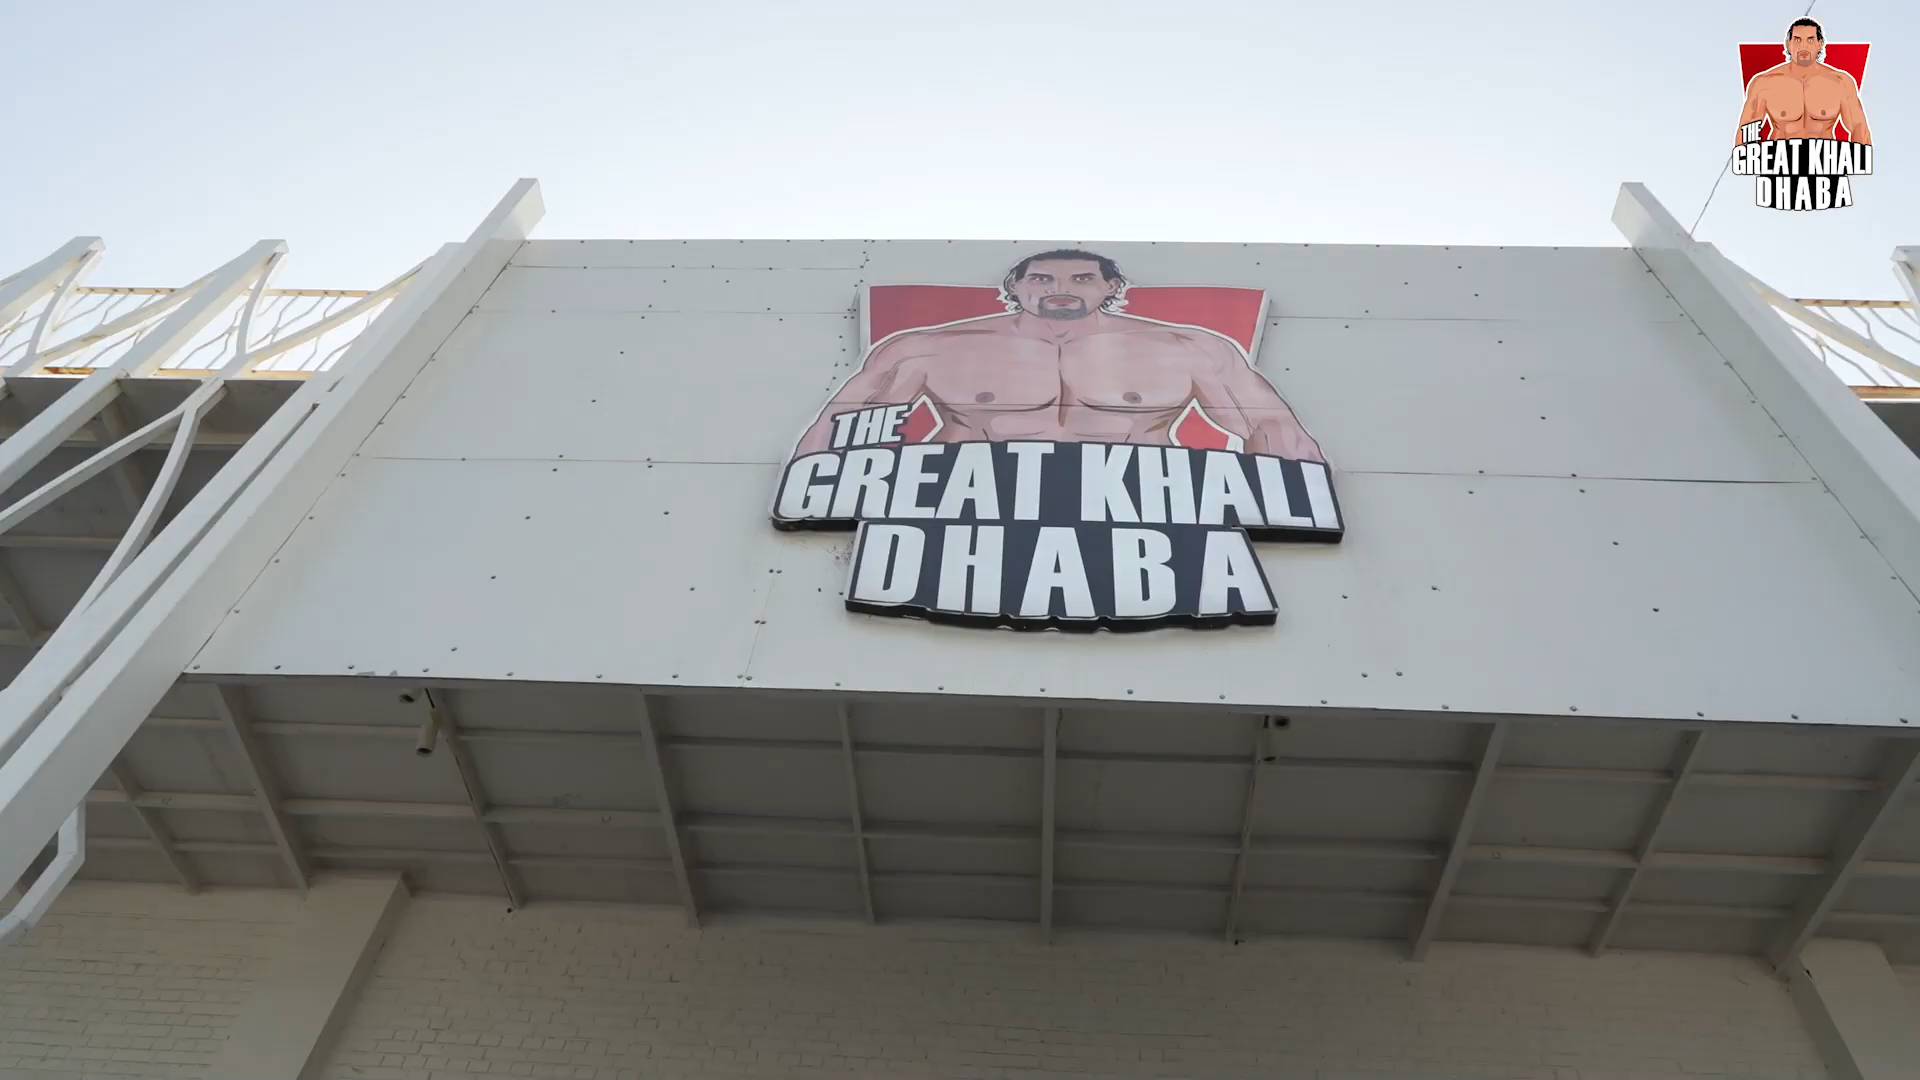 THE
GREAT KHALI
DHABA
THE
GREAT KHALI
DHABA